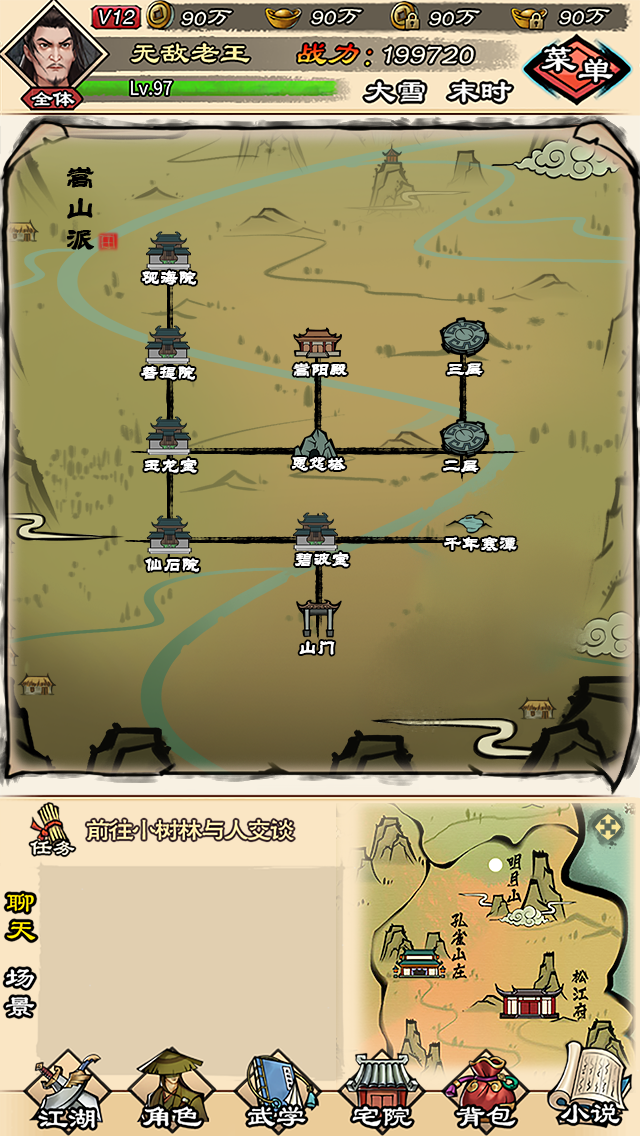 V12 90万 90万 90万 90万
无敌老王 战力：199720
菜单
全体 Lv.97 大雪 未时
嵩山派
观海院
菩提院 嵩阳殿 三层
玉龙室 思过塔 二层
仙石院 碧波室 千年寒潭
山门
任务 前往小树林与人交谈
聊天
场景
明月山
孔雀山庄
松江府
江湖 角色 武学 宅院 背包 小说